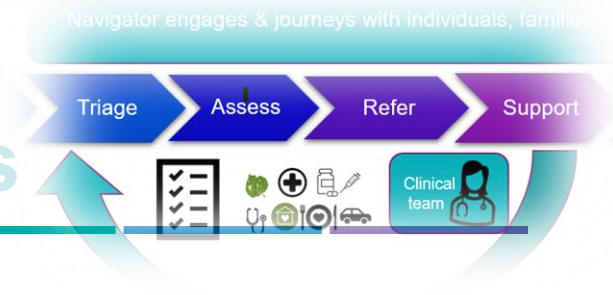 Navigator engages & journeys with individuals, families
Triage
Assess
Refer
Support
Clinical
team
s